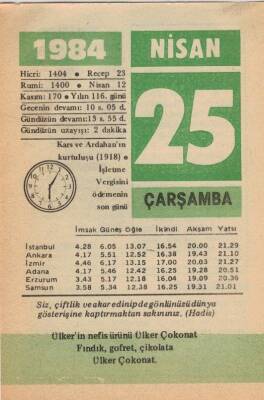 1984
NİSAN
Hicrî: 1404 ● Recep 23
Rumî: 1400 ● Nisan 12
Kasım: 170 ● Yılın 116. günü
Gecenin devamı: 10 s. 05 d.
Gündüzün devamı: 13 s. 55 d.
Gündüzün uzayışı: 2 dakika
25
Kars ve Ardahan'ın
kurtuluşu (1918) ●
İşletme
Vergisini
ödemenin
son günü
ÇARŞAMBA
İmsak Güneş Öğle İkindi Akşam Yatsı
İstanbul 4,28 6.05 13,07 16.54 20.00 21.29
Ankara 4.17 5.51 12.52 16.38 19.43 21.10
İzmir 4,46 6.17 13.15 17.00 20.03 21.27
Adana 4.17 5.46 12.42 16.25 19.28 20.51
Erzurum 3,43 5.17 12.18 16.04 19.09 20.36
Samsun 3.58 5.34 12.38 16.25 19.31 21.01
Siz, çiftlik ve akar edinip de gönlünüzü dünya
gösterişine kaptırmaktan sakınınız. (Hadis)
Ülker'in nefis ürünü Ülker Çokonat
Fındık, gofret, çikolata
Ülker Çokonat.